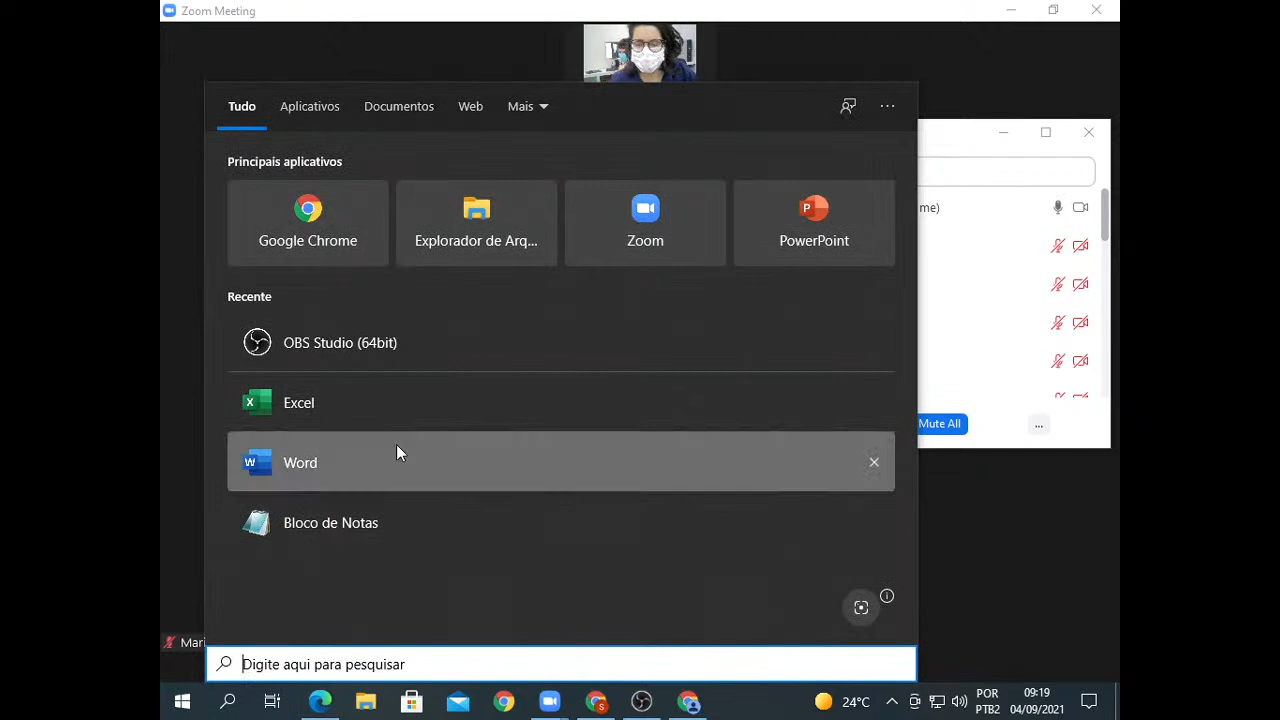 Zoom Meeting
Tudo Aplicativos Documentos Web Mais
Principais aplicativos
Google Chrome Explorador de Arq... Zoom PowerPoint
me)
Recente
OBS Studio (64bit)
Excel
Mute All ...
Word
Bloco de Notas
Mari
Digite aqui para pesquisar
24°C POR PTB2 09:19 04/09/2021